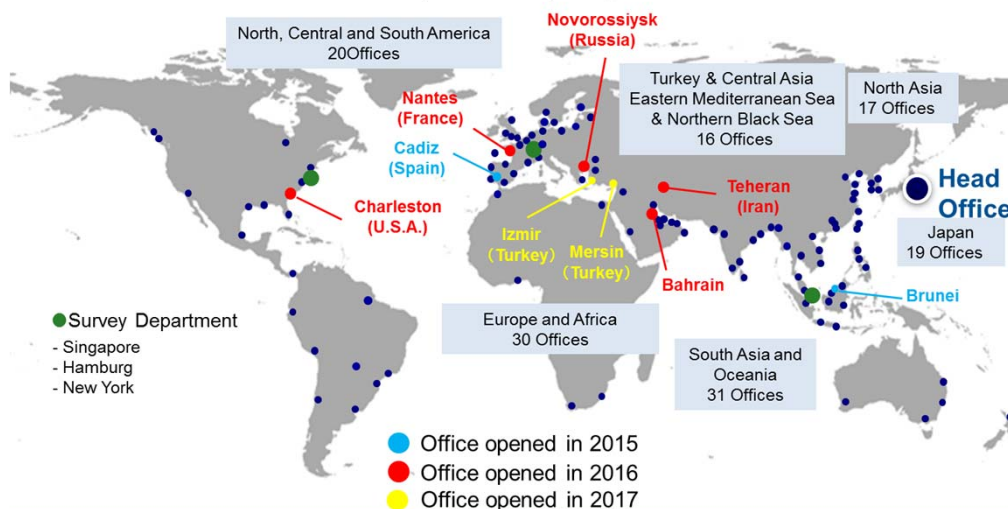 North, Central and South America
20Offices
Novorossiysk
(Russia)
Turkey & Central Asia
Eastern Mediterranean Sea
& Northern Black Sea
16 Offices
North Asia
17 Offices
Nantes
(France)
Cadiz
(Spain)
Head
Office
Charleston
(U.S.A.)
Teheran
(Iran)
Izmir
(Turkey)
Mersin
（Turkey）
Bahrain
Japan
19 Offices
Brunei
Survey Department
- Singapore
- Hamburg
- New York
Europe and Africa
30 Offices
South Asia and
Oceania
31 Offices
Office opened in 2015
Office opened in 2016
Office opened in 2017